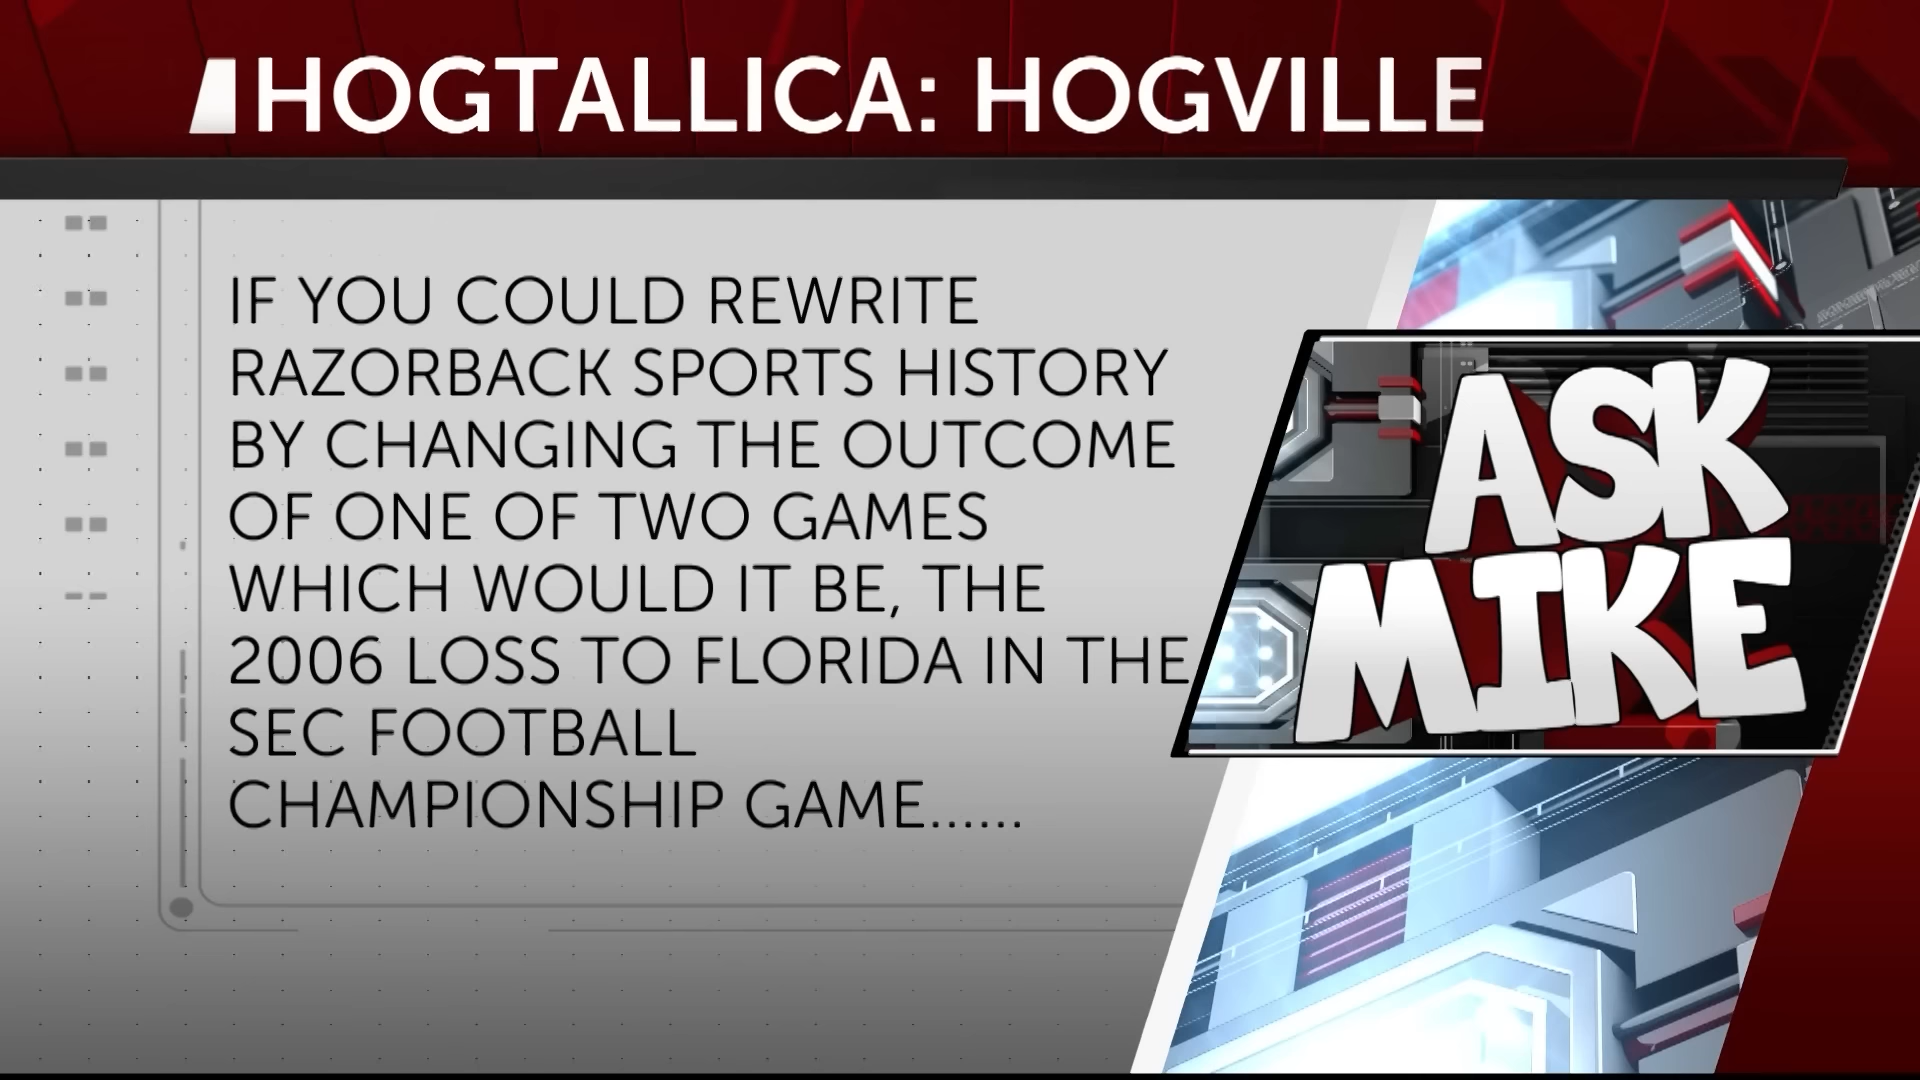 HOGTALLICA: HOGVILLE
IF YOU COULD REWRITE
RAZORBACK SPORTS HISTORY
BY CHANGING THE OUTCOME
OF ONE OF TWO GAMES
WHICH WOULD IT BE, THE
2006 LOSS TO FLORIDA IN THE
SEC FOOTBALL
CHAMPIONSHIP GAME......
ASK
MIKE